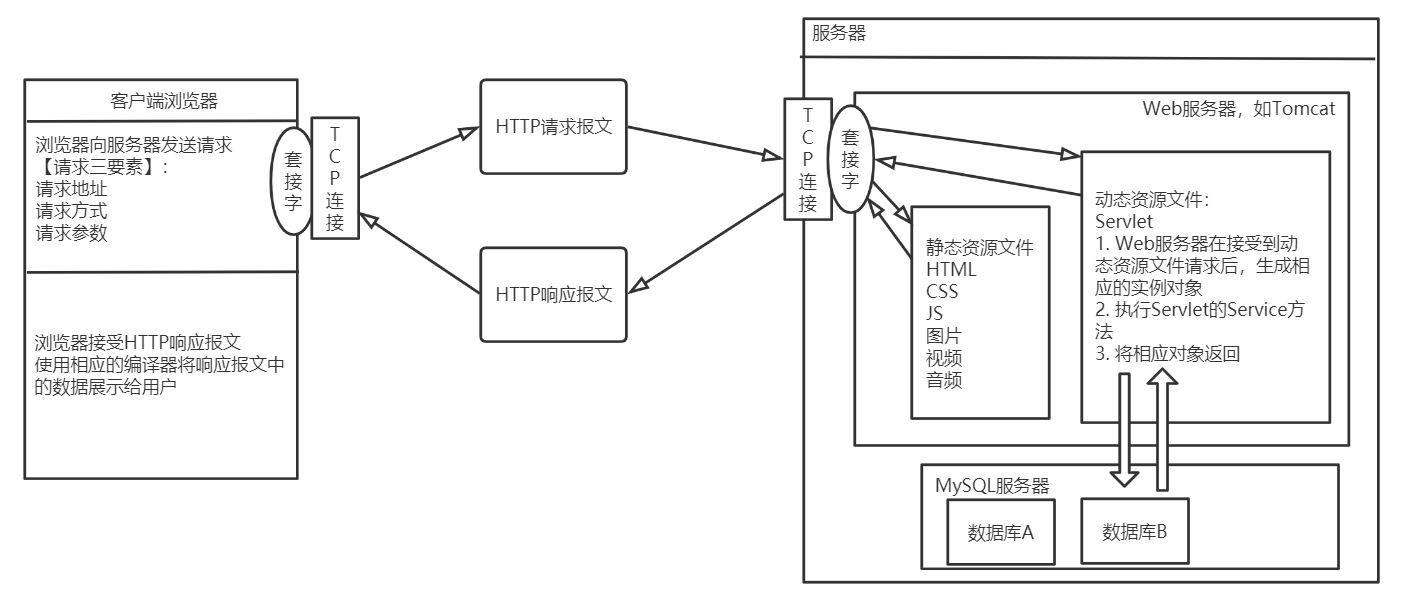 服务器
客户端浏览器
浏览器向服务器发送请求
【请求三要素】:
请求地址
请求方式
请求参数
浏览器接受HTTP响应报文
使用相应的编译器将响应报文中
的数据展示给用户
套接字
TCP连接
HTTP请求报文
HTTP响应报文
TCP连接
套接字
Web服务器，如Tomcat
静态资源文件
HTML
CSS
JS
图片
视频
音频
动态资源文件:
Servlet
1. Web服务器在接受到动
态资源文件请求后，生成相
应的实例对象
2. 执行Servlet的Service方
法
3. 将相应对象返回
MySQL服务器
数据库A
数据库B